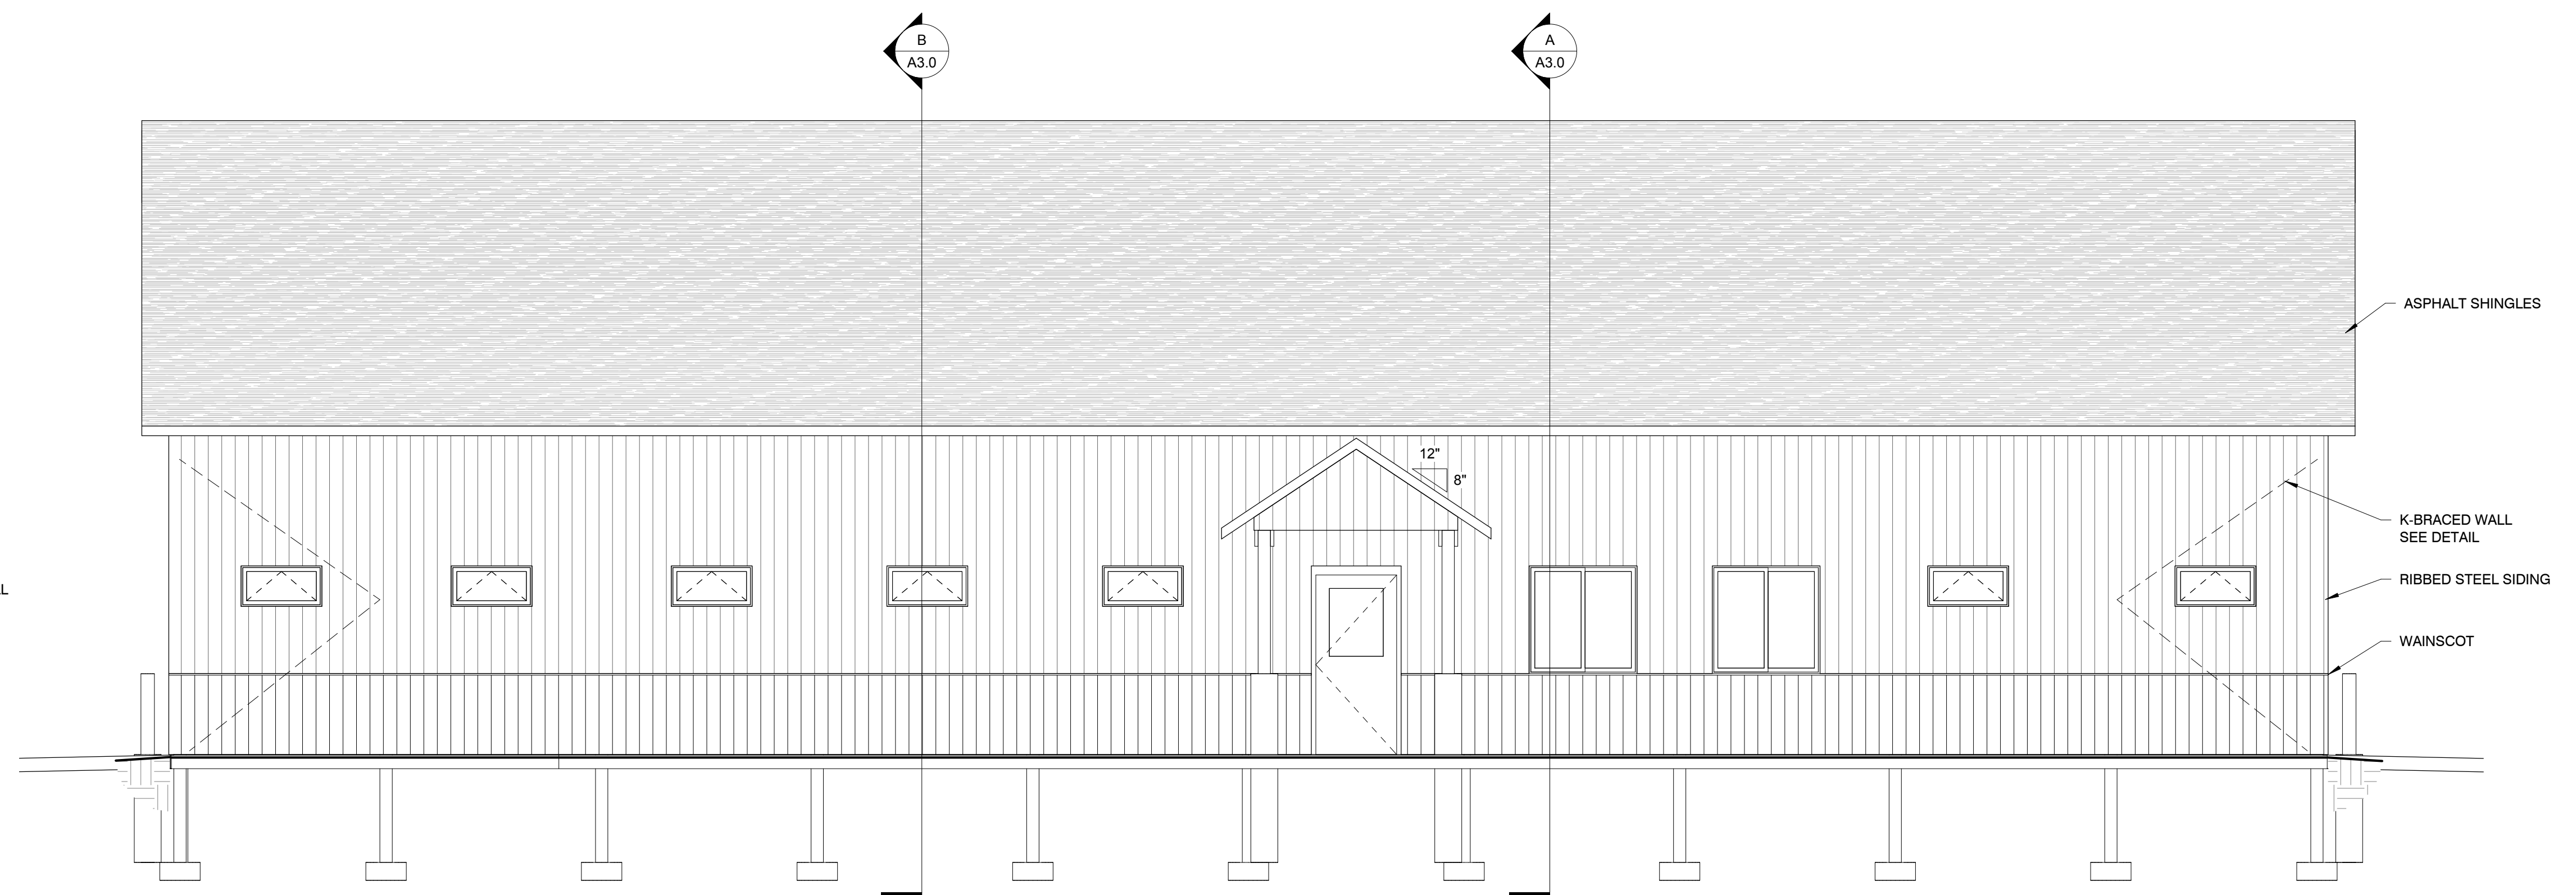 B
A3.0
A
A3.0
ASPHALT SHINGLES
12"
8"
K-BRACED WALL
SEE DETAIL
RIBBED STEEL SIDING
WAINSCOT